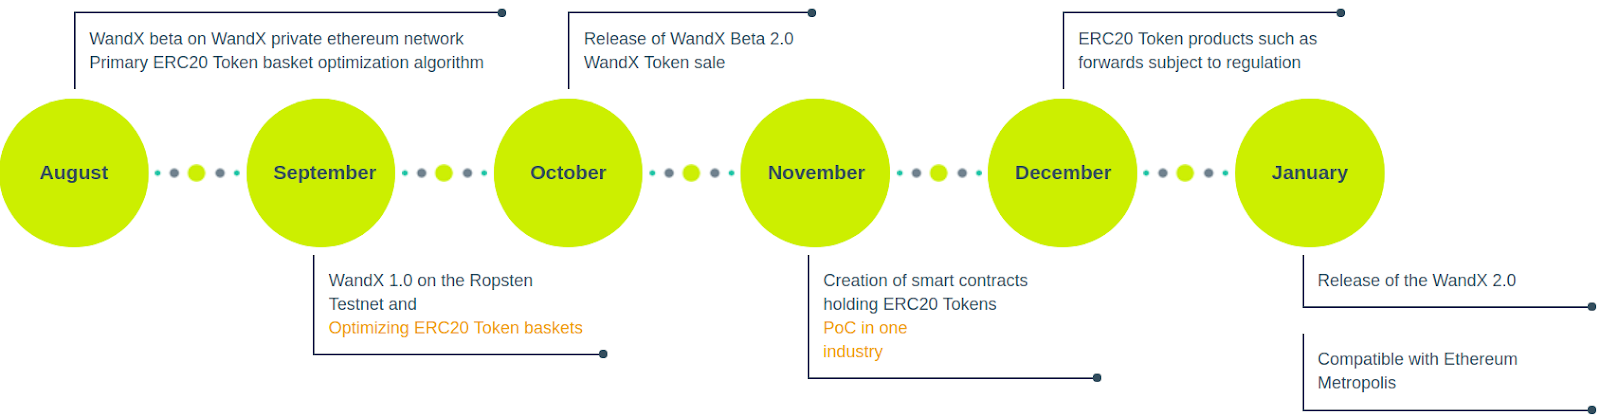 WandX beta on WandX private ethereum network
Primary ERC20 Token basket optimization algorithm
Release of WandX Beta 2.0
WandX Token sale
ERC20 Token products such as
forwards subject to regulation
August
September
October
November
December
January
WandX 1.0 on the Ropsten
Testnet and
Optimizing ERC20 Token baskets
Creation of smart contracts
holding ERC20 Tokens
PoC in one
industry
Release of the WandX 2.0
Compatible with Ethereum
Metropolis